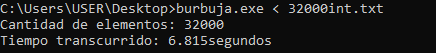 C:\Users\USER\Desktop>burbuja.exe < 32000int.txt
Cantidad de elementos: 32000
Tiempo transcurrido: 6.815segundos